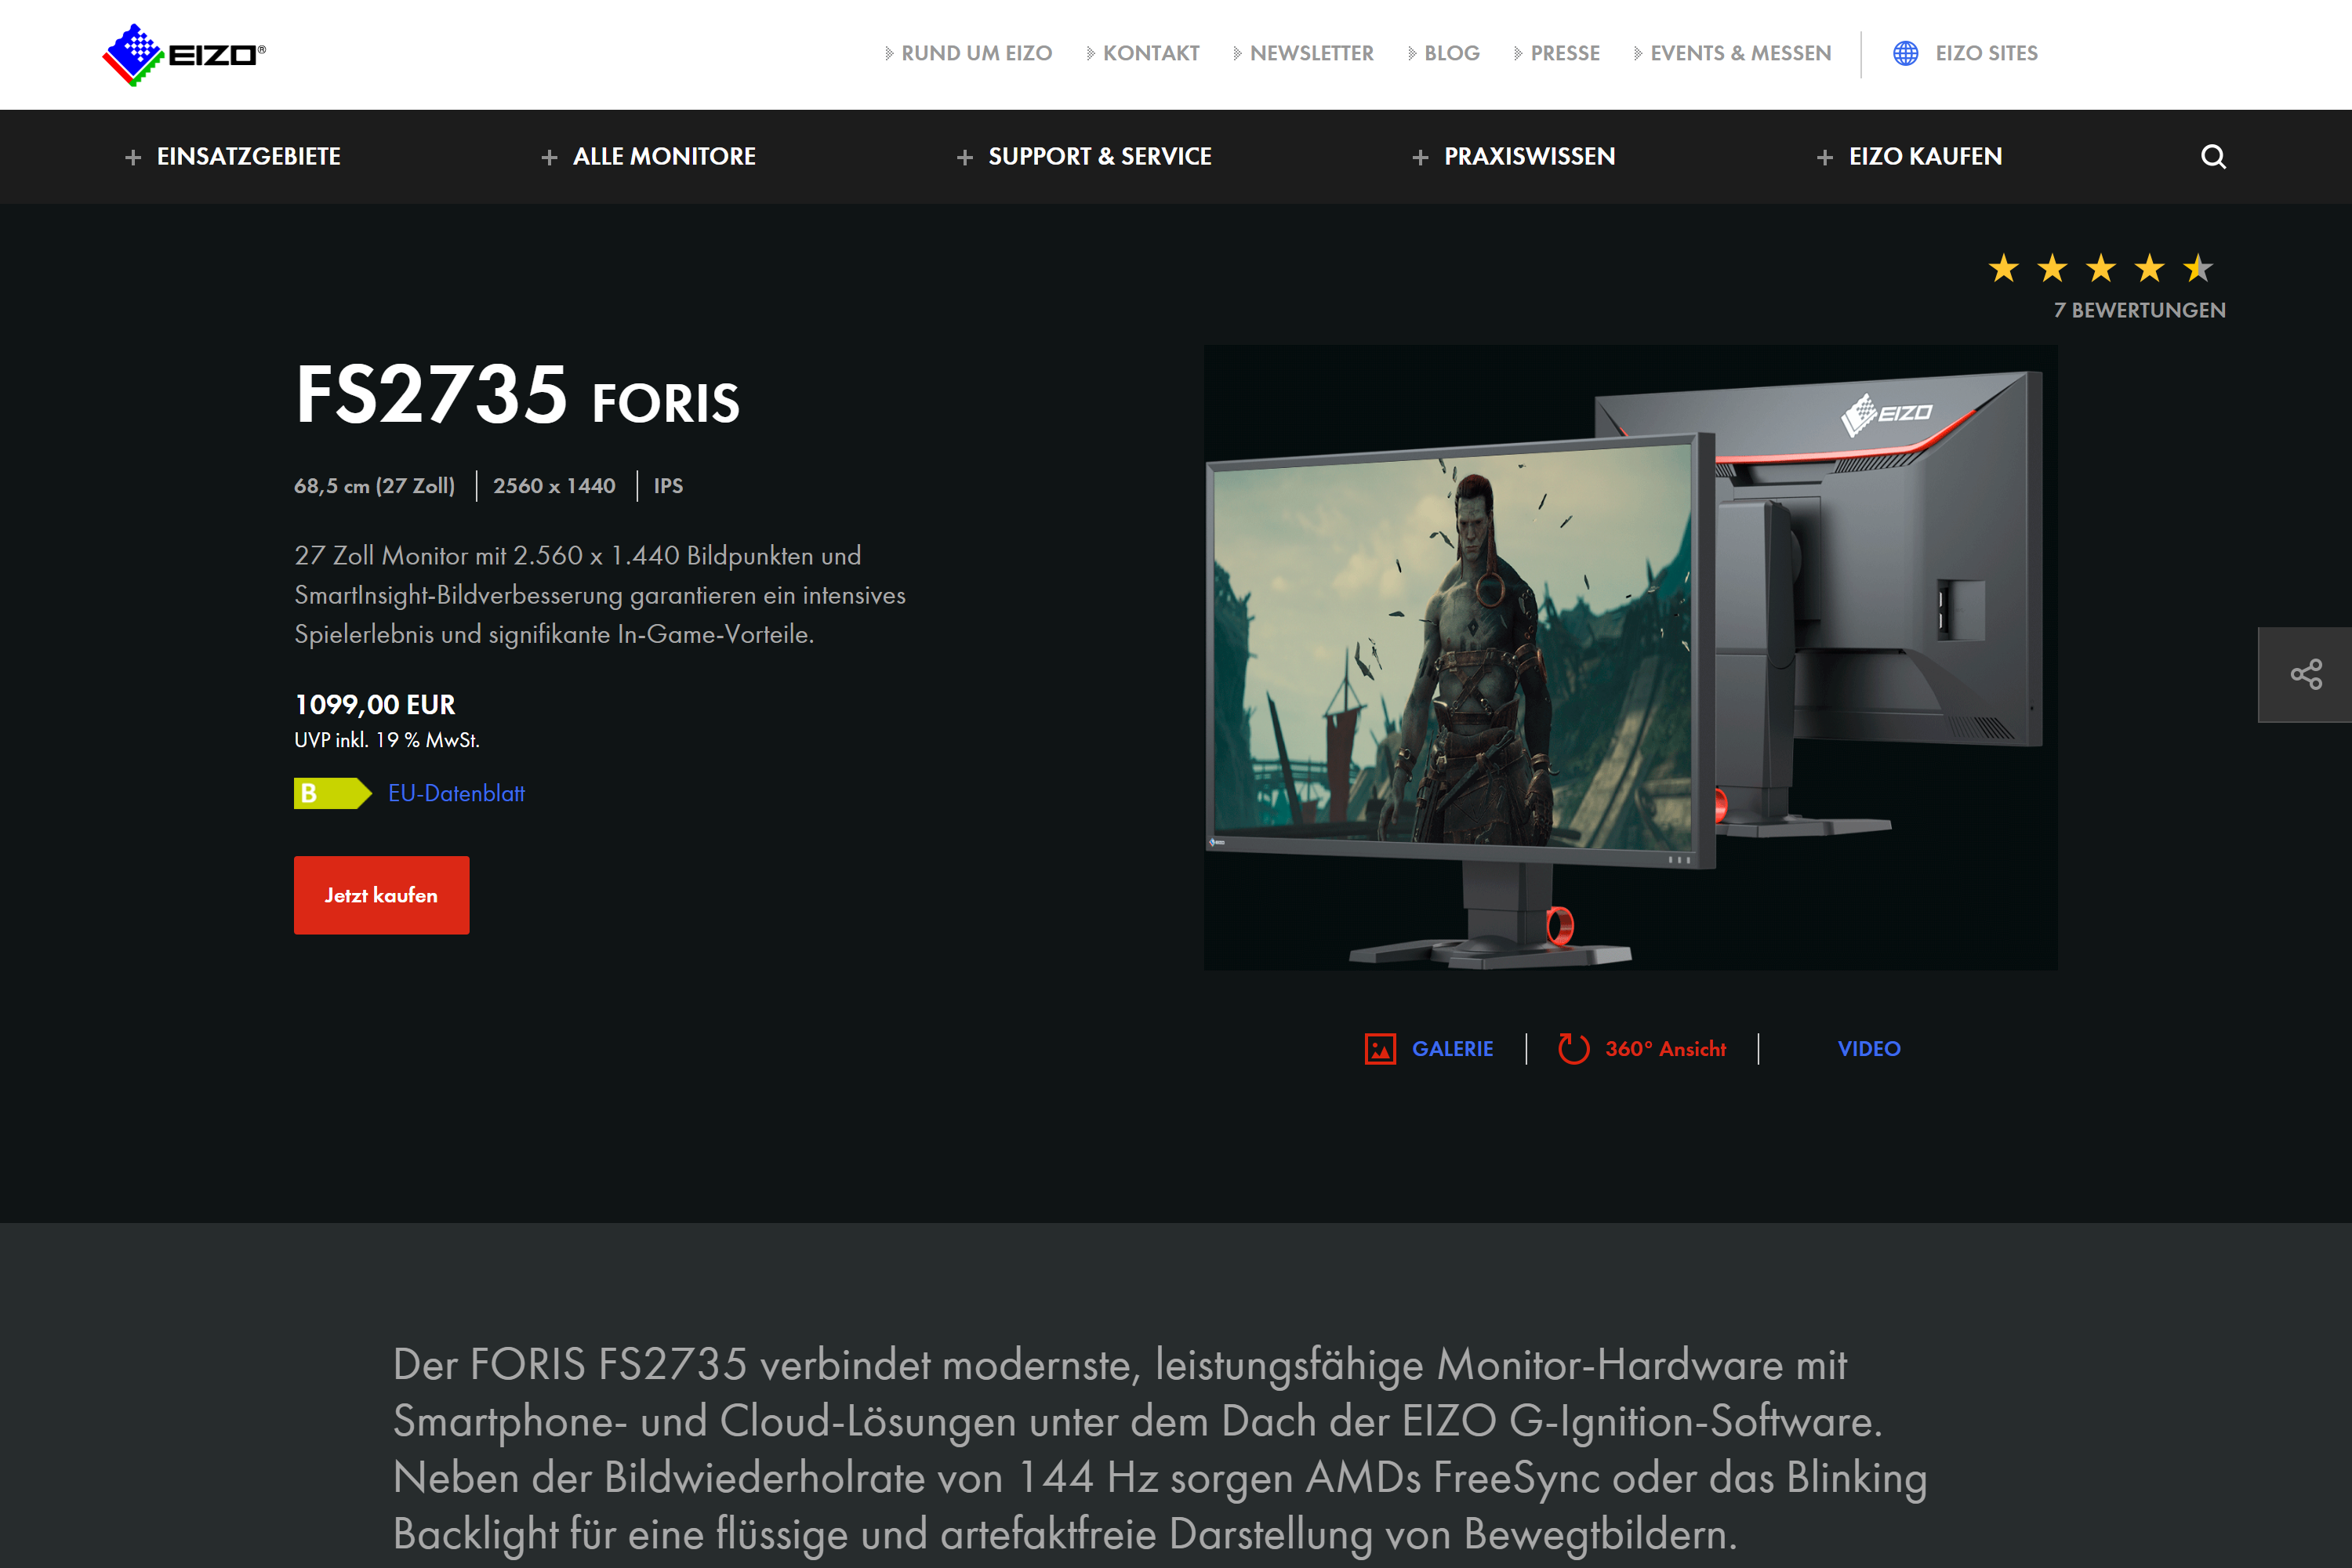 EIZO®
RUND UM EIZO
KONTAKT
NEWSLETTER
BLOG
PRESSE
EVENTS & MESSEN
EIZO SITES
EINSATZGEBIETE
ALLE MONITORE
SUPPORT & SERVICE
PRAXISWISSEN
EIZO KAUFEN
7 BEWERTUNGEN
FS2735 FORIS
68,5 cm (27 Zoll)
2560 x 1440
IPS
27 Zoll Monitor mit 2.560 x 1.440 Bildpunkten und
SmartInsight-Bildverbesserung garantieren ein intensives
Spielerlebnis und signifikante In-Game-Vorteile.
1099,00 EUR
UVP inkl. 19 % MwSt.
B
EU-Datenblatt
Jetzt kaufen
EIZO
EIZO
GALERIE
360° Ansicht
VIDEO
Der FORIS FS2735 verbindet modernste, leistungsfähige Monitor-Hardware mit
Smartphone- und Cloud-Lösungen unter dem Dach der EIZO G-Ignition-Software.
Neben der Bildwiederholrate von 144 Hz sorgen AMDs FreeSync oder das Blinking
Backlight für eine flüssige und artefaktfreie Darstellung von Bewegtbildern.